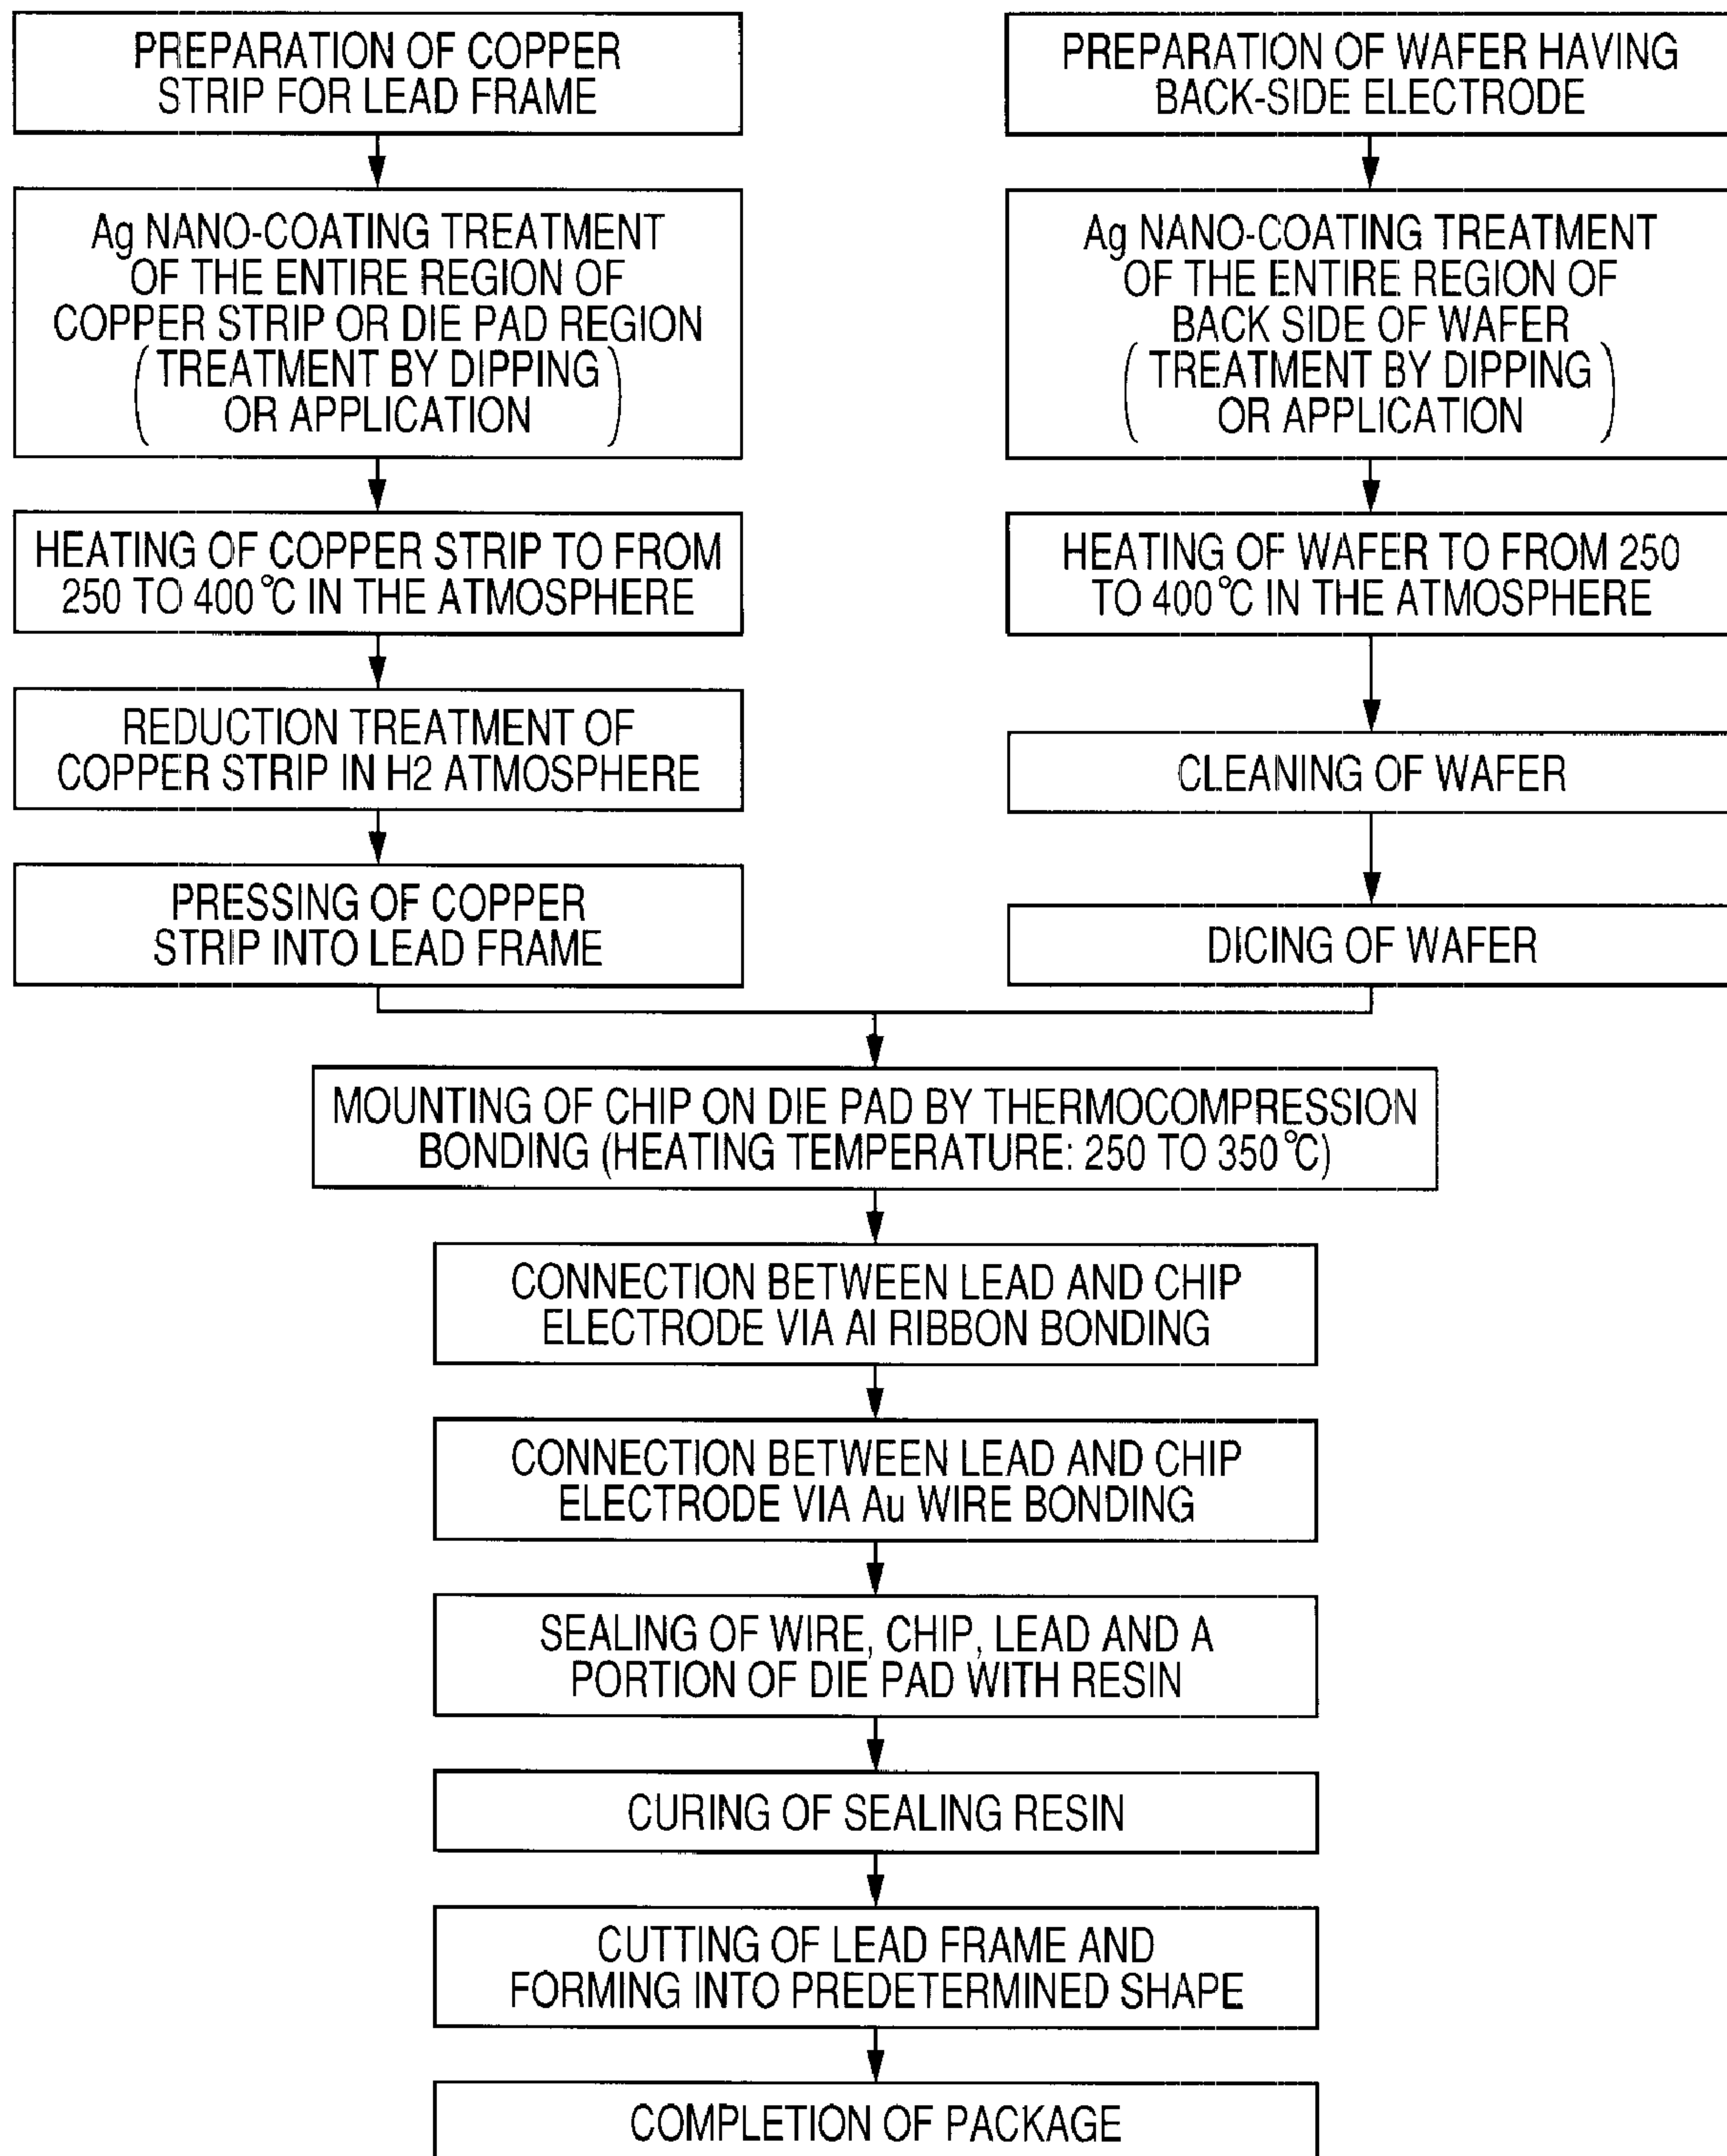 PREPARATION OF COPPER
STRIP FOR LEAD FRAME
Ag NANO-COATING TREATMENT
OF THE ENTIRE REGION OF
COPPER STRIP OR DIE PAD REGION
(TREATMENT BY DIPPING
OR APPLICATION)
HEATING OF COPPER STRIP TO FROM
250 TO 400°C IN THE ATMOSPHERE
REDUCTION TREATMENT OF
COPPER STRIP IN H2 ATMOSPHERE
PRESSING OF COPPER
STRIP INTO LEAD FRAME
PREPARATION OF WAFER HAVING
BACK-SIDE ELECTRODE
Ag NANO-COATING TREATMENT
OF THE ENTIRE REGION OF
BACK SIDE OF WAFER
(TREATMENT BY DIPPING
OR APPLICATION)
HEATING OF WAFER TO FROM 250
TO 400°C IN THE ATMOSPHERE
CLEANING OF WAFER
DICING OF WAFER
MOUNTING OF CHIP ON DIE PAD BY THERMOCOMPRESSION
BONDING (HEATING TEMPERATURE: 250 TO 350°C)
CONNECTION BETWEEN LEAD AND CHIP
ELECTRODE VIA Al RIBBON BONDING
CONNECTION BETWEEN LEAD AND CHIP
ELECTRODE VIA Au WIRE BONDING
SEALING OF WIRE, CHIP, LEAD AND A
PORTION OF DIE PAD WITH RESIN
CURING OF SEALING RESIN
CUTTING OF LEAD FRAME AND
FORMING INTO PREDETERMINED SHAPE
COMPLETION OF PACKAGE